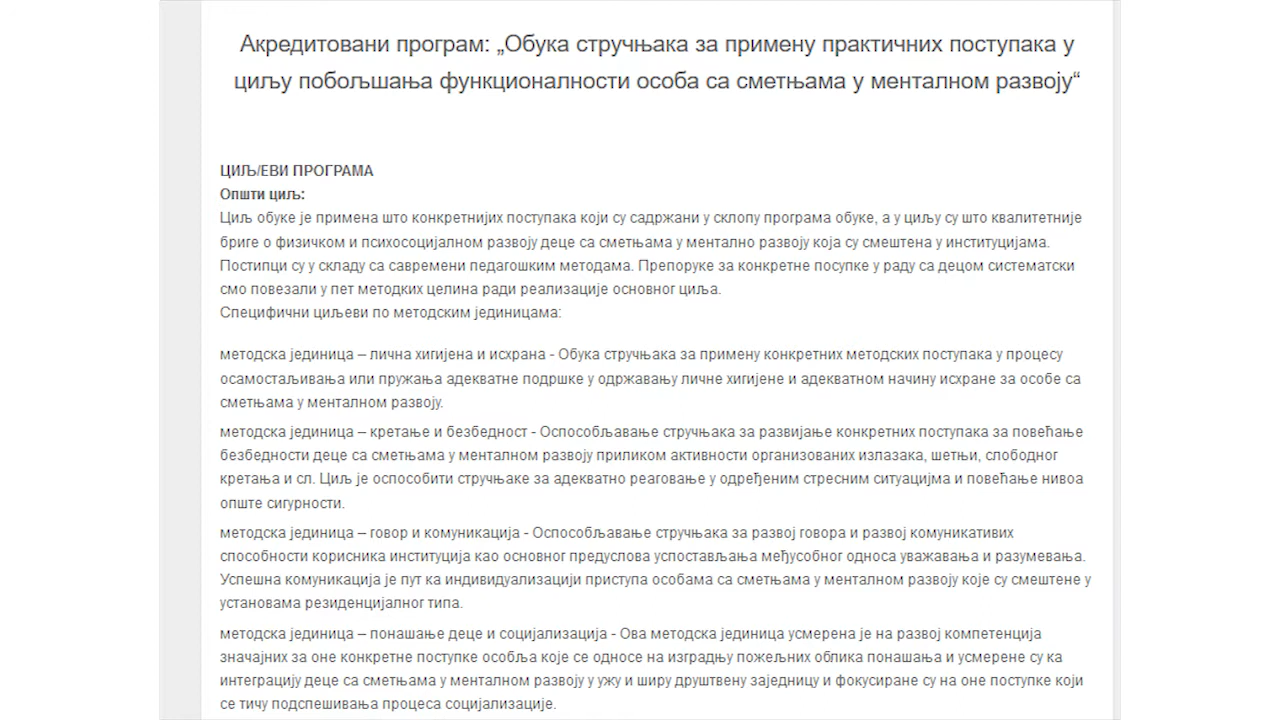 Акредитовани програм: „Обука стручњака за примену практичних поступака у
циљу побољшања функционалности особа са сметњама у менталном развоју“
ЦИЉ/ЕВИ ПРОГРАМА
Општи циљ:
Циљ обуке је примена што конкретнијих поступака који су садржани у склопу програма обуке, а у циљу су што квалитетније
бриге о физичком и психосоцијалном развоју деце са сметњама у ментално развоју која су смештена у институцијама.
Постипци су у складу са савремени педагошким методама. Препоруке за конкретне посупке у раду са децом систематски
смо повезали у пет методких целина ради реализације основног циља.
Специфични циљеви по методским јединицама:
методска јединица – лична хигијена и исхрана - Обука стручњака за примену конкретних методских поступака у процесу
осамостаљивања или пружања адекватне подршке у одржавању личне хигијене и адекватном начину исхране за особе са
сметњама у менталном развоју.
методска јединица – кретање и безбедност - Оспособљавање стручњака за развијање конкретних поступака за повећање
безбедности деце са сметњама у менталном развоју приликом активности организованих излазака, шетњи, слободног
кретања и сл. Циљ је оспособити стручњаке за адекватно реаговање у одређеним стресним ситуацијма и повећање нивоа
опште сигурности.
методска јединица – говор и комуникација - Оспособљавање стручњака за развој говора и развој комуникативих
способности корисника институција као основног предуслова успостављања међусобног односа уважавања и разумевања.
Успешна комуникација је пут ка индивидуализацији приступа особама са сметњама у менталном развоју које су смештене у
установама резиденцијалног типа.
методска јединица – понашање деце и социјализација - Ова методска јединица усмерена је на развој компетенција
значајних за оне конкретне поступке особља које се односе на изградњу пожељних облика понашања и усмерене су ка
интеграцију деце са сметњама у менталном развоју у ужу и ширу друштвену заједницу и фокусиране су на оне поступке који
се тичу подспешивања процеса социјализације.